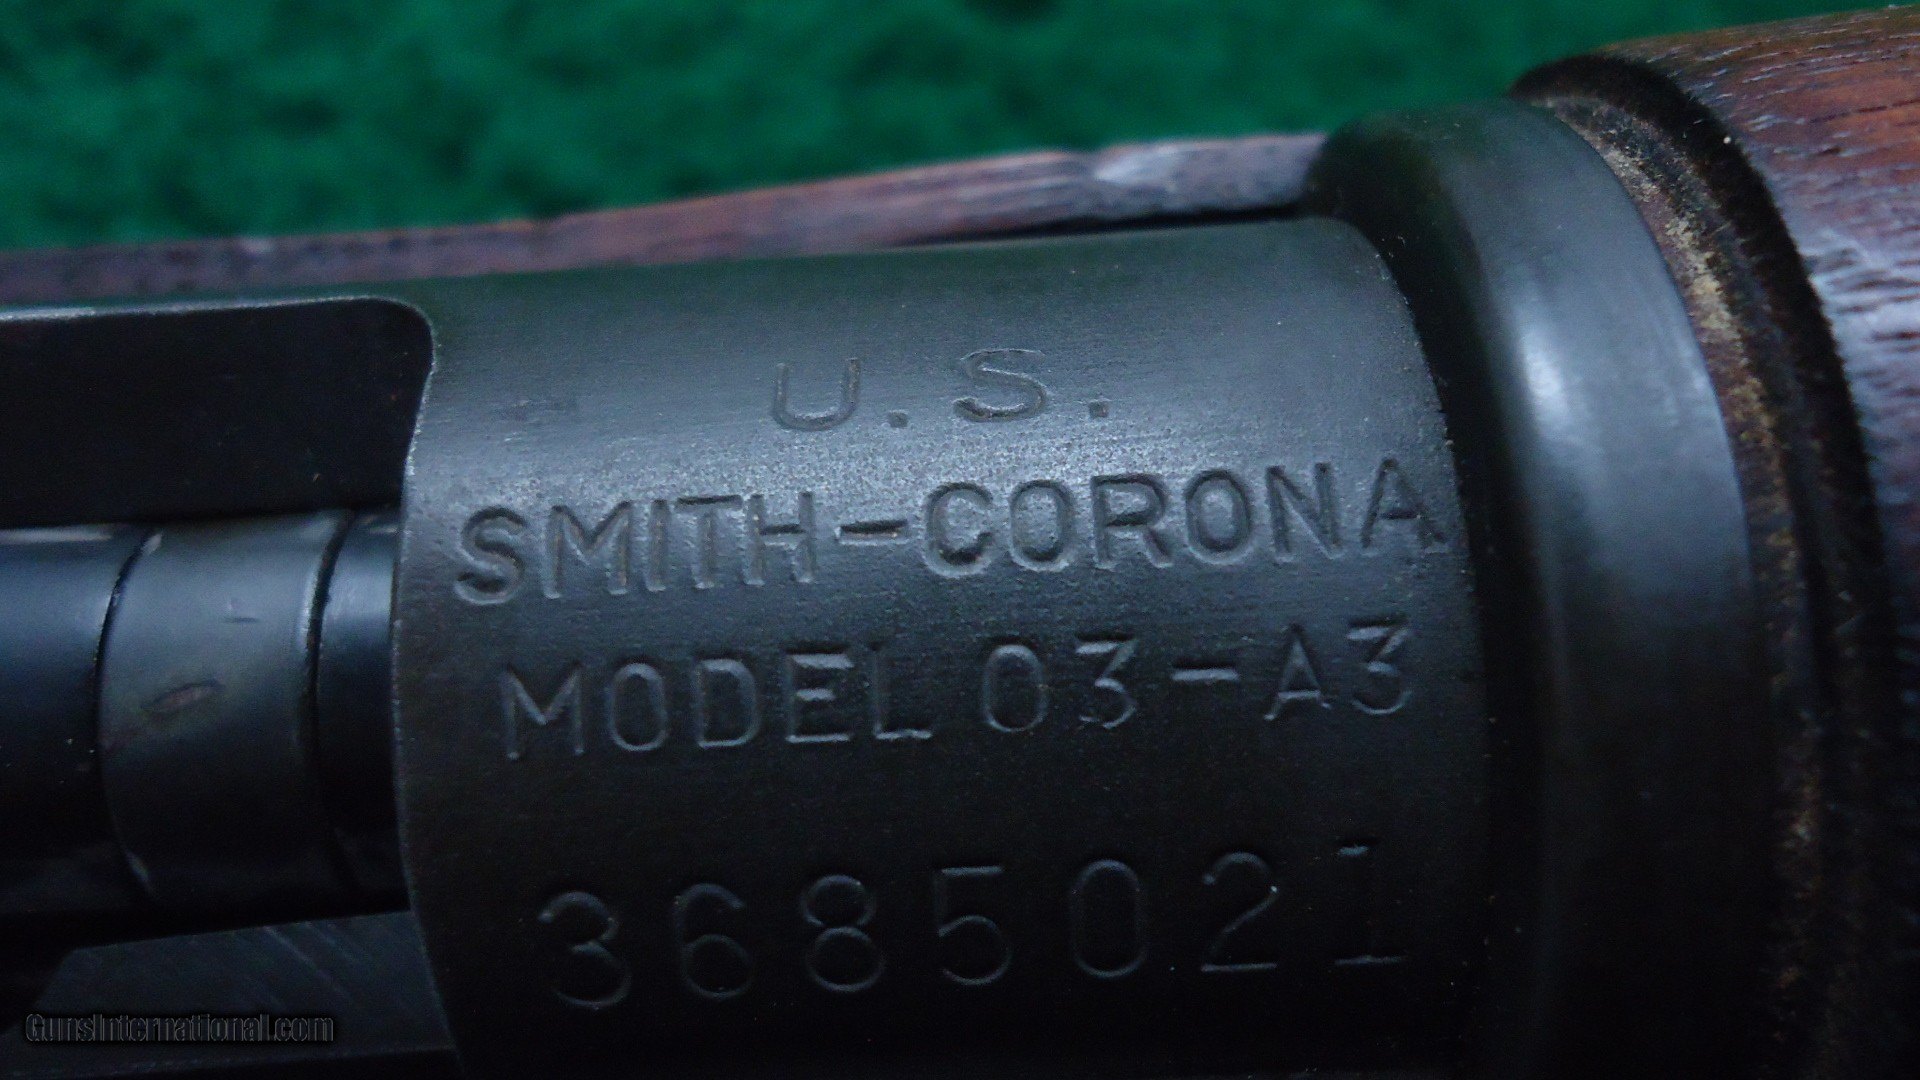 U.S.
SMITH-CORONA
MODEL 03-A3
3685021
GunsInternational.com